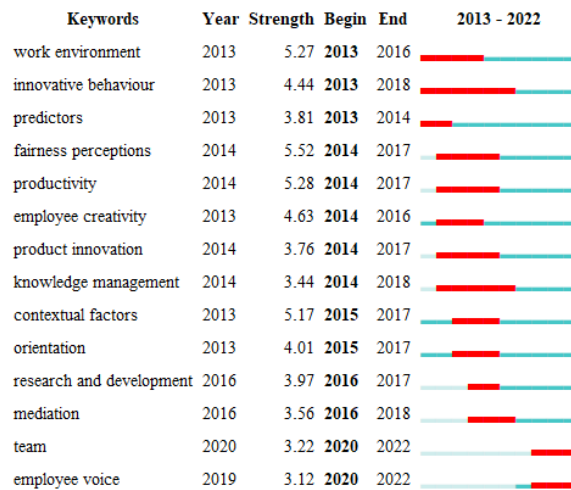 Keywords Year Strength Begin End 2013 - 2022
work environment 2013 5.27 2013 2016
innovative behaviour 2013 4.44 2013 2018
predictors 2013 3.81 2013 2014
fairness perceptions 2014 5.52 2014 2017
productivity 2014 5.28 2014 2017
employee creativity 2013 4.63 2014 2016
product innovation 2014 3.76 2014 2017
knowledge management 2014 3.44 2014 2018
contextual factors 2013 5.17 2015 2017
orientation 2013 4.01 2015 2017
research and development 2016 3.97 2016 2017
mediation 2016 3.56 2016 2018
team 2020 3.22 2020 2022
employee voice 2019 3.12 2020 2022